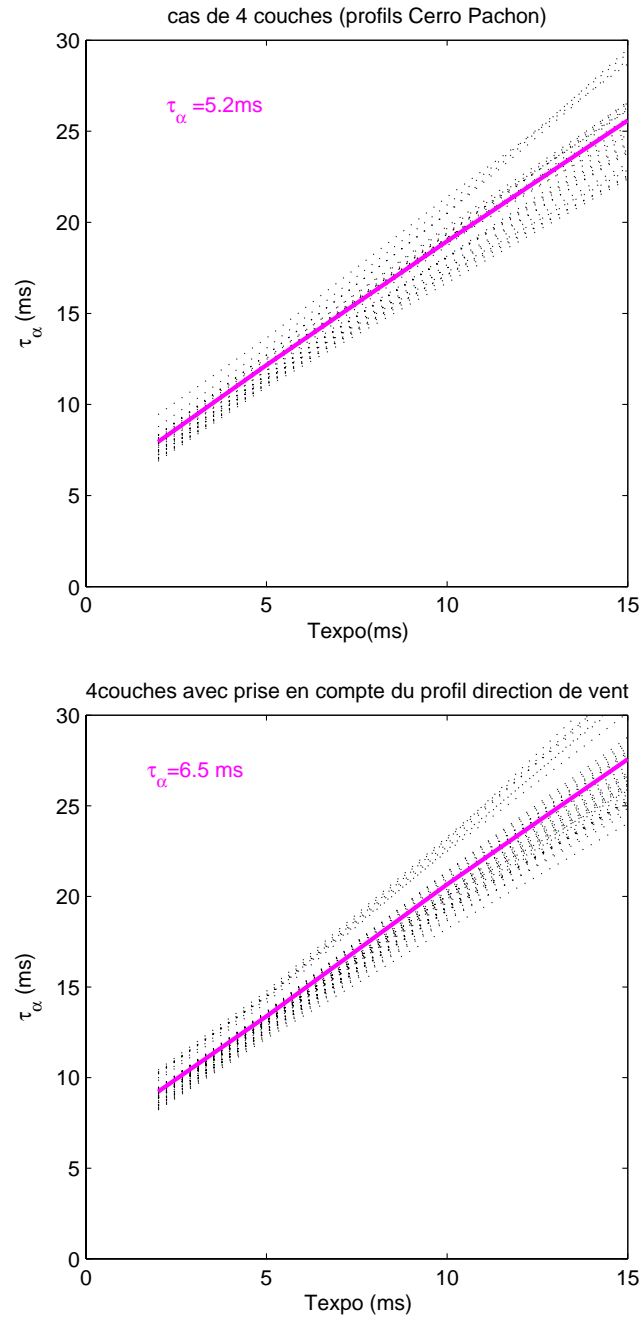 cas de 4 couches (profils Cerro Pachon)
30
τα =5.2ms
25
20
15
10
5
0
τα (ms)
0 5 10 15
Texpo(ms)
4couches avec prise en compte du profil direction de vent
30
τα=6.5 ms
25
20
15
10
5
0
τα (ms)
0 5 10 15
Texpo (ms)